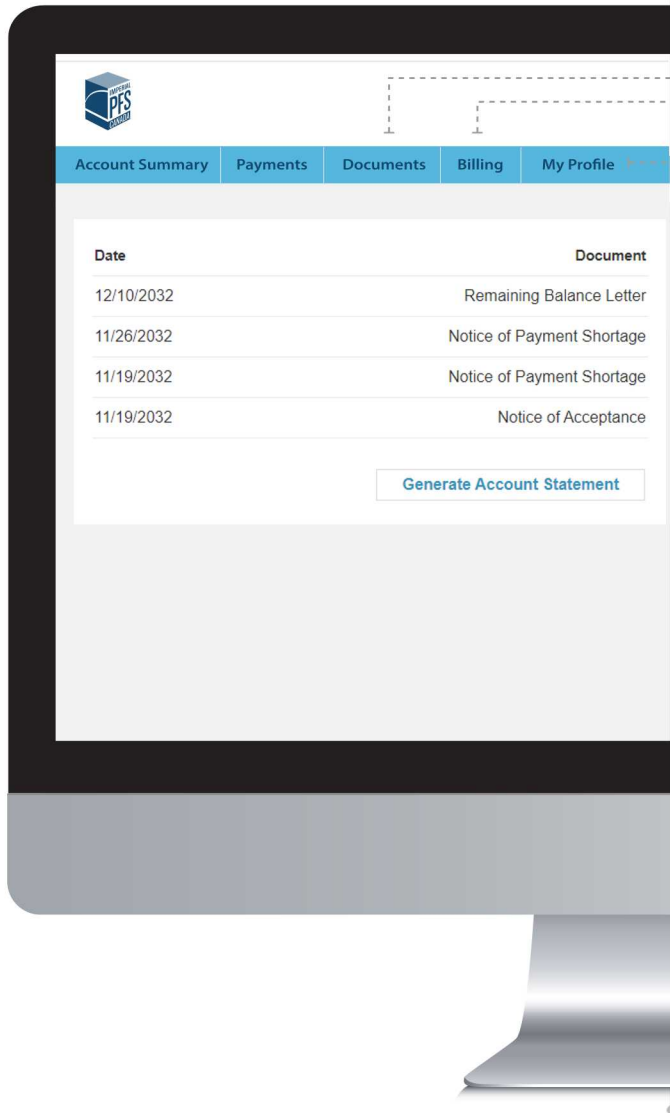 IMPERIAL
PFS
CANADA
Account Summary Payments Documents Billing My Profile
Date Document
12/10/2032 Remaining Balance Letter
11/26/2032 Notice of Payment Shortage
11/19/2032 Notice of Payment Shortage
11/19/2032 Notice of Acceptance
Generate Account Statement